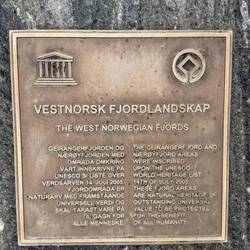 VESTNORSK FJORDLANDSKAP
THE WEST NORWEGIAN FJORDS
GEIRANGERFJORDEN OG
NÆRØYFJORDEN MED
OMRÅDA OMKRING
VART INNSKRIVNE PÅ
UNESCO SI LISTE OVER
VERDSARVEN 14. JULI 2005.
FJORDOMRÅDA ER
NATURARV MED FRAMSTÅANDE
UNIVERSELL VERDI OG
SKAL TAKAST VARE PÅ
TIL GAGN FOR
ALLE MENNESKE.
THE GEIRANGERFJORD AND
NÆRØYFJORD AREAS
WERE INSCRIBED
UPON THE UNESCO
WORLD HERITAGE LIST
14TH OF JULY 2005.
THESE FJORD AREAS
ARE NATURAL HERITAGE OF
OUTSTANDING UNIVERSAL
VALUE TO BE PROTECTED
FOR THE BENEFIT
OF ALL HUMANITY.